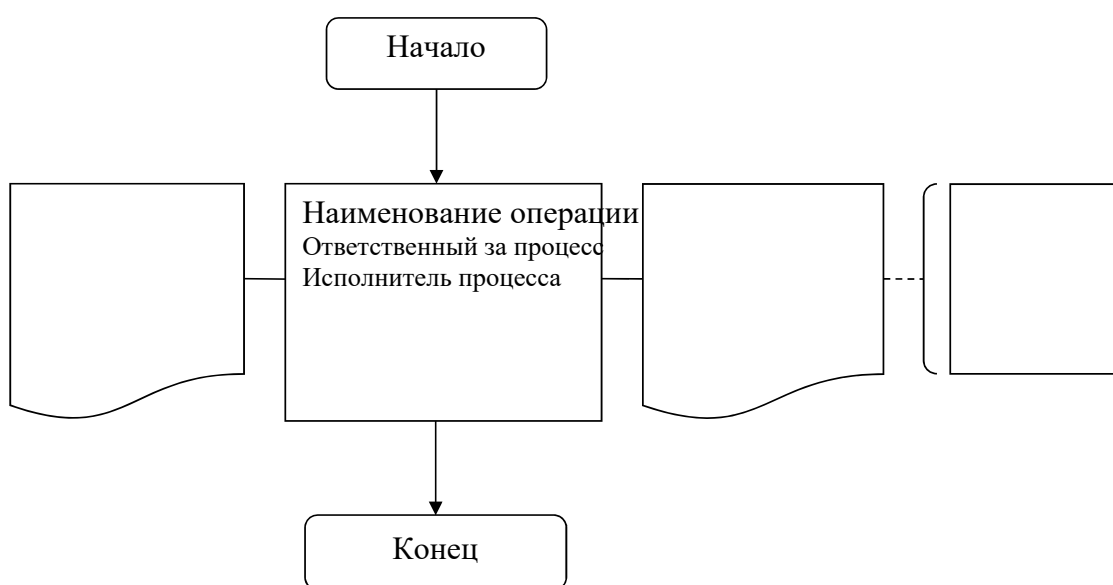 Начало
Наименование операции
Ответственный за процесс
Исполнитель процесса
Конец